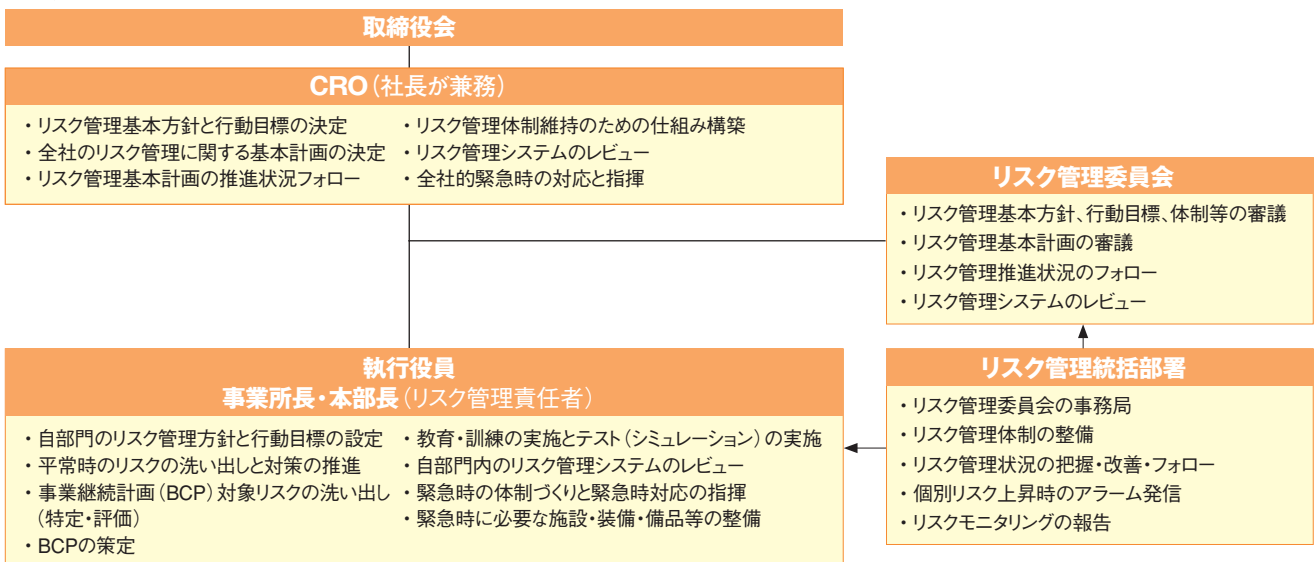 取締役会
CRO（社長が兼務）
・リスク管理基本方針と行動目標の決定
・全社のリスク管理に関する基本計画の決定
・リスク管理基本計画の推進状況フォロー
・リスク管理体制維持のための仕組み構築
・リスク管理システムのレビュー
・全社的緊急時の対応と指揮
リスク管理委員会
・リスク管理基本方針、行動目標、体制等の審議
・リスク管理基本計画の審議
・リスク管理推進状況のフォロー
・リスク管理システムのレビュー
執行役員
事業所長・本部長（リスク管理責任者）
・自部門のリスク管理方針と行動目標の設定
・平常時のリスクの洗い出しと対策の推進
・事業継続計画（BCP）対象リスクの洗い出し
（特定・評価）
・BCPの策定
・教育・訓練の実施とテスト（シミュレーション）の実施
・自部門内のリスク管理システムのレビュー
・緊急時の体制づくりと緊急時対応の指揮
・緊急時に必要な施設・装備・備品等の整備
リスク管理統括部署
・リスク管理委員会の事務局
・リスク管理体制の整備
・リスク管理状況の把握・改善・フォロー
・個別リスク上昇時のアラーム発信
・リスクモニタリングの報告